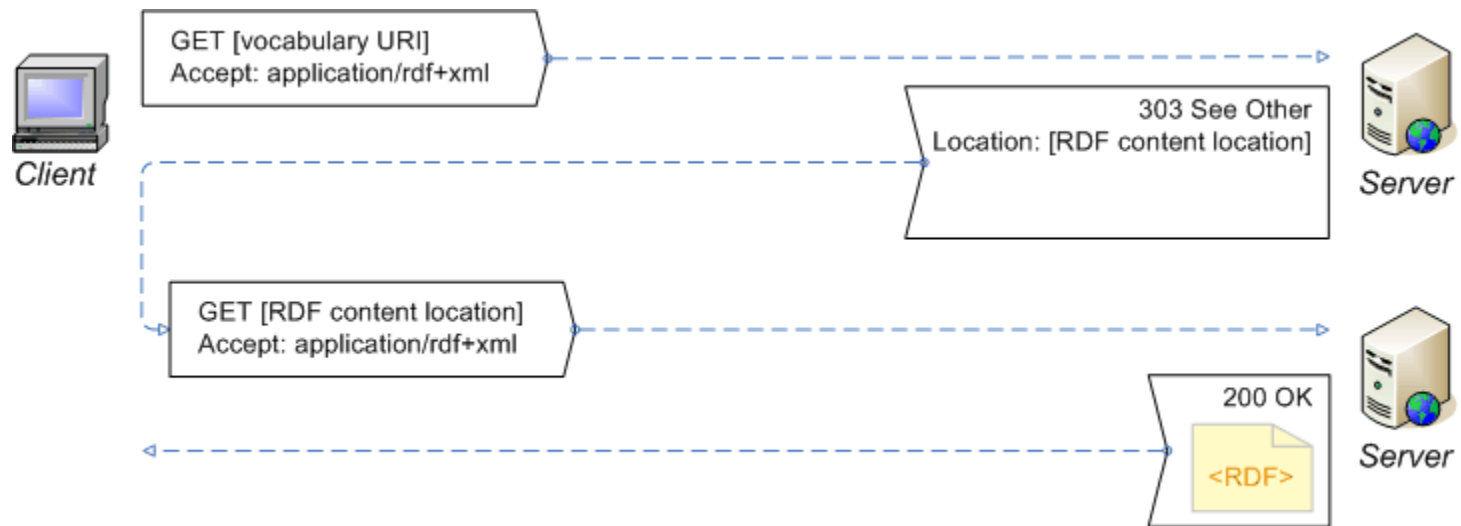 GET [vocabulary URI]
Accept: application/rdf+xml
Client
303 See Other
Location: [RDF content location]
Server
GET [RDF content location]
Accept: application/rdf+xml
200 OK
<RDF>
Server